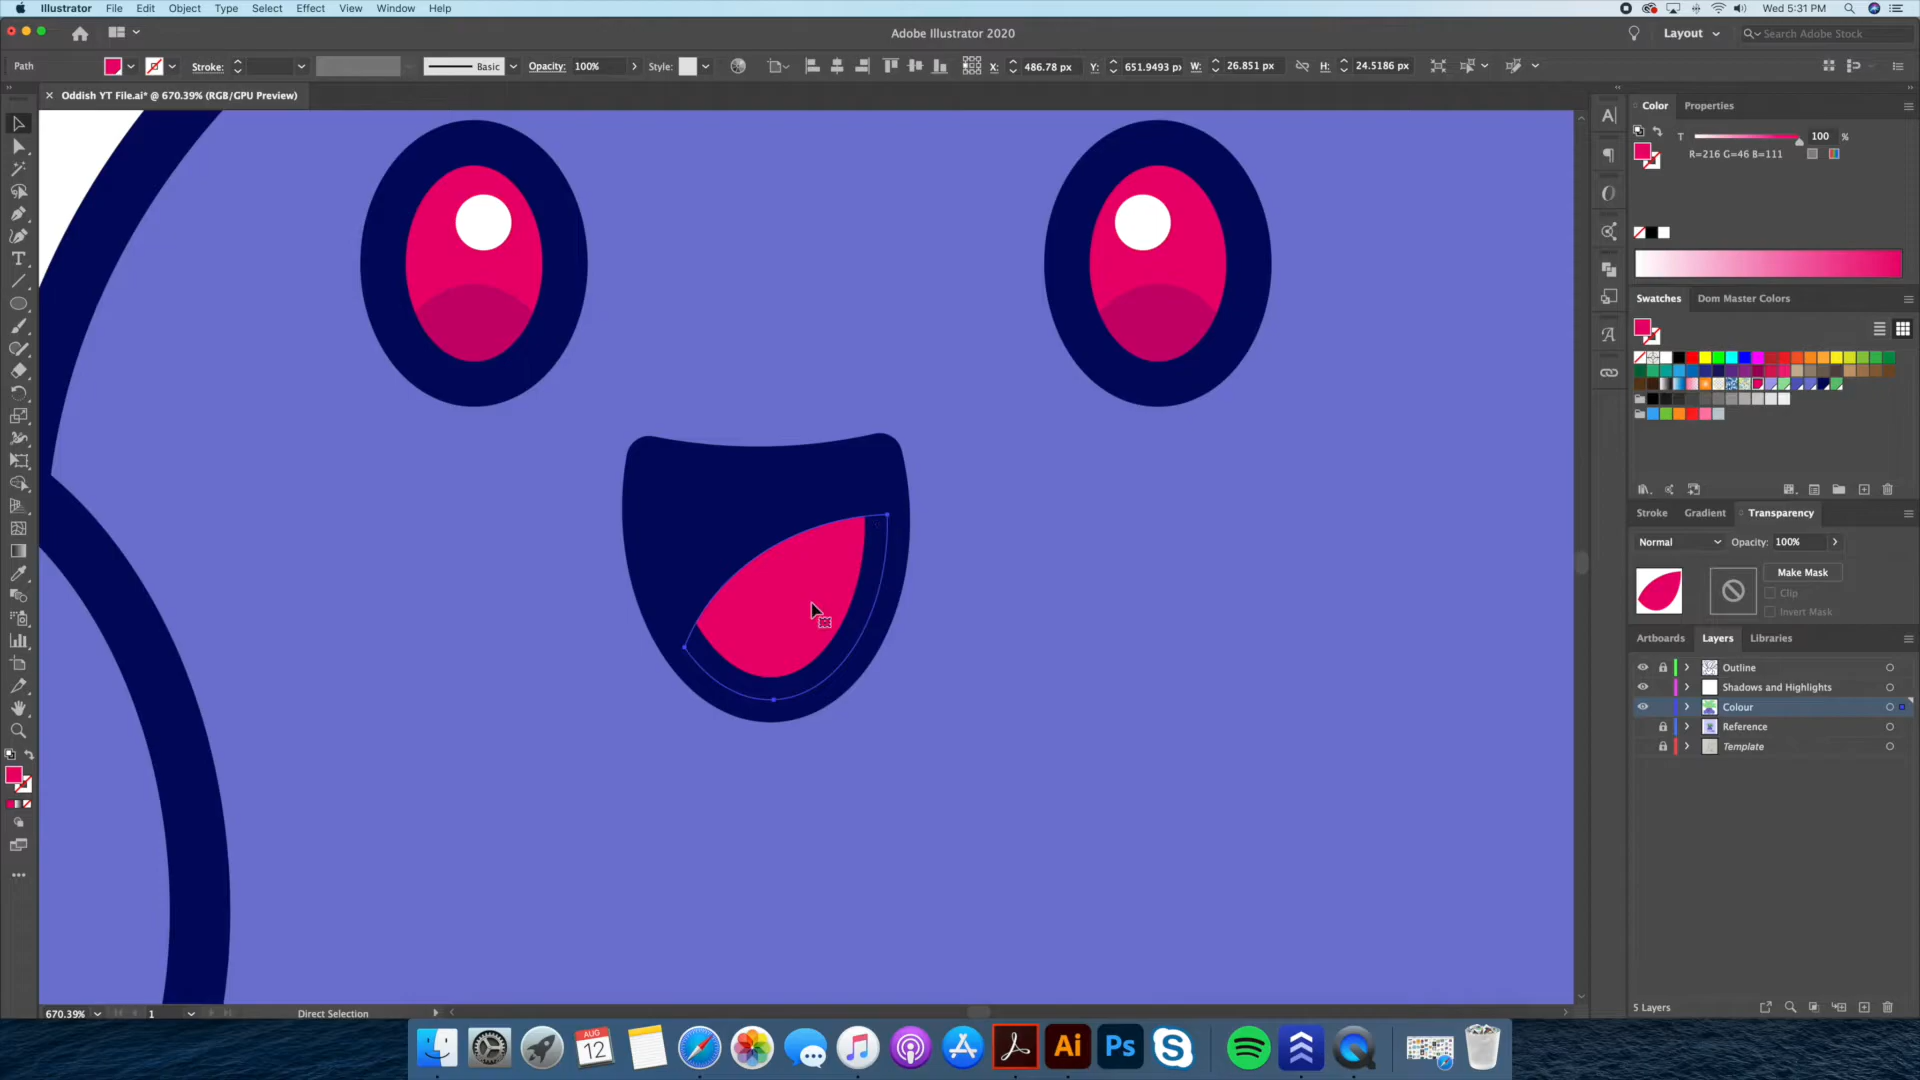 Illustrator File Edit Object Type Select Effect View Window Help Wed 5:31 PM
Adobe Illustrator 2020 Layout Search Adobe Stock
Path Stroke: Basic Opacity: 100% Style: X: 486.78 px Y: 651.9493 px W: 26.851 px H: 24.5186 px
Oddish YT File.ai* @ 670.39% (RGB/GPU Preview)
Color Properties
T 100 %
R=216 G=46 B=111
Swatches Dom Master Colors
Stroke Gradient Transparency
Normal Opacity: 100%
Make Mask
Clip
Invert Mask
Artboards Layers Libraries
Outline
Shadows and Highlights
Colour
Reference
Template
5 Layers
670.39% 1 Direct Selection
AUG
12
Ai Ps